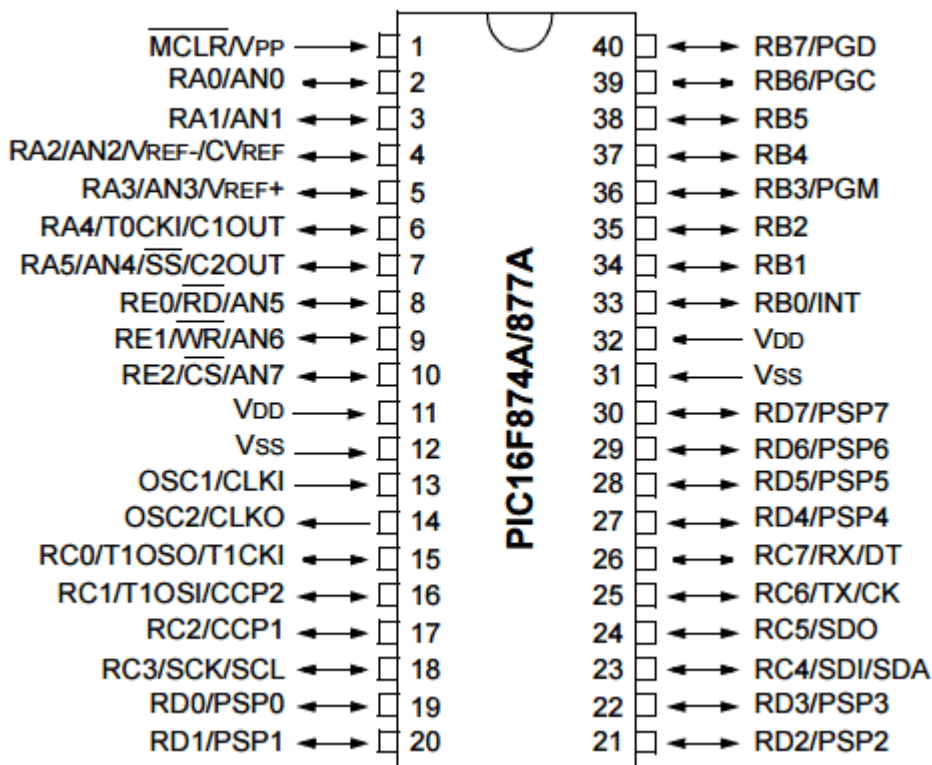 MCLR/VPP 1 40 RB7/PGD
RA0/AN0 2 39 RB6/PGC
RA1/AN1 3 38 RB5
RA2/AN2/VREF-/CVREF 4 37 RB4
RA3/AN3/VREF+ 5 36 RB3/PGM
RA4/T0CKI/C1OUT 6 35 RB2
RA5/AN4/SS/C2OUT 7 34 RB1
RE0/RD/AN5 8 33 RB0/INT
RE1/WR/AN6 9 32 VDD
RE2/CS/AN7 10 31 VSS
VDD 11 30 RD7/PSP7
VSS 12 29 RD6/PSP6
OSC1/CLKI 13 28 RD5/PSP5
OSC2/CLKO 14 27 RD4/PSP4
RC0/T1OSO/T1CKI 15 26 RC7/RX/DT
RC1/T1OSI/CCP2 16 25 RC6/TX/CK
RC2/CCP1 17 24 RC5/SDO
RC3/SCK/SCL 18 23 RC4/SDI/SDA
RD0/PSP0 19 22 RD3/PSP3
RD1/PSP1 20 21 RD2/PSP2
PIC16F874A/877A